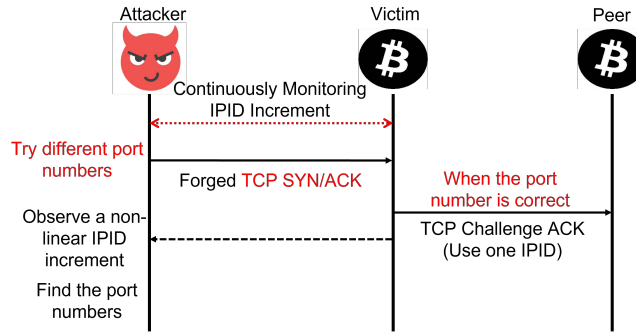 Attacker
Victim
Peer
Continuously Monitoring
IPID Increment
Try different port
numbers
Forged TCP SYN/ACK
When the port
number is correct
TCP Challenge ACK
(Use one IPID)
Observe a non-
linear IPID
increment
Find the port
numbers